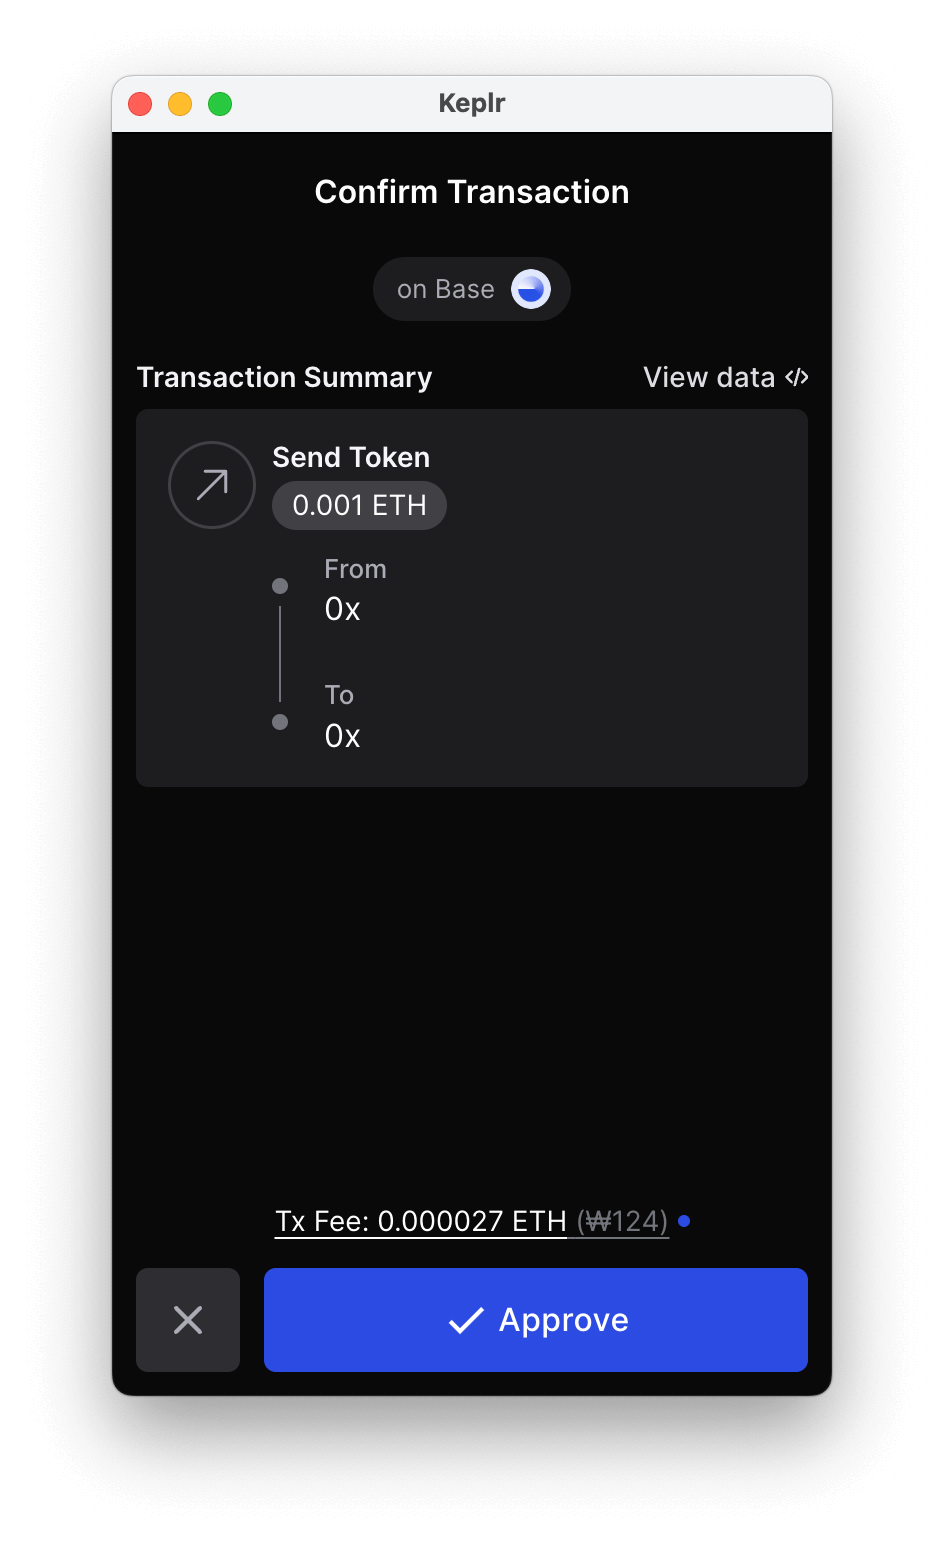 Keplr
Confirm Transaction
on Base
Transaction Summary
View data </>
Send Token
0.001 ETH
From
0x
To
0x
Tx Fee: 0.000027 ETH (₩124)
Approve